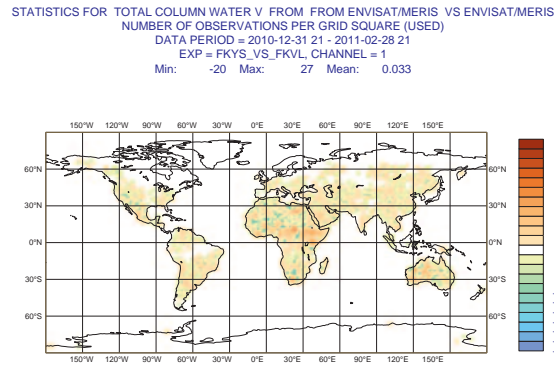 STATISTICS FOR TOTAL COLUMN WATER V FROM FROM ENVISAT/MERIS VS ENVISAT/MERIS
NUMBER OF OBSERVATIONS PER GRID SQUARE (USED)
DATA PERIOD = 2010-12-31 21 - 2011-02-28 21
EXP = FKYS_VS_FKVL, CHANNEL = 1
Min: -20 Max: 27 Mean: 0.033
150°W 120°W 90°W 60°W 30°W 0°E 30°E 60°E 90°E 120°E 150°E
60°N 60°N
30°N 30°N
0°N 0°N
30°S 30°S
60°S 60°S
150°W 120°W 90°W 60°W 30°W 0°E 30°E 60°E 90°E 120°E 150°E